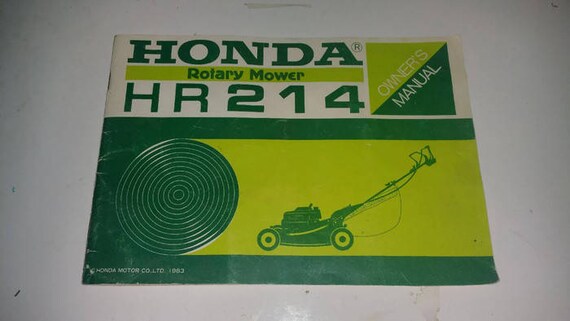 HONDA®
Rotary Mower
HR214
OWNER'S
MANUAL
© HONDA MOTOR CO., LTD. 1983